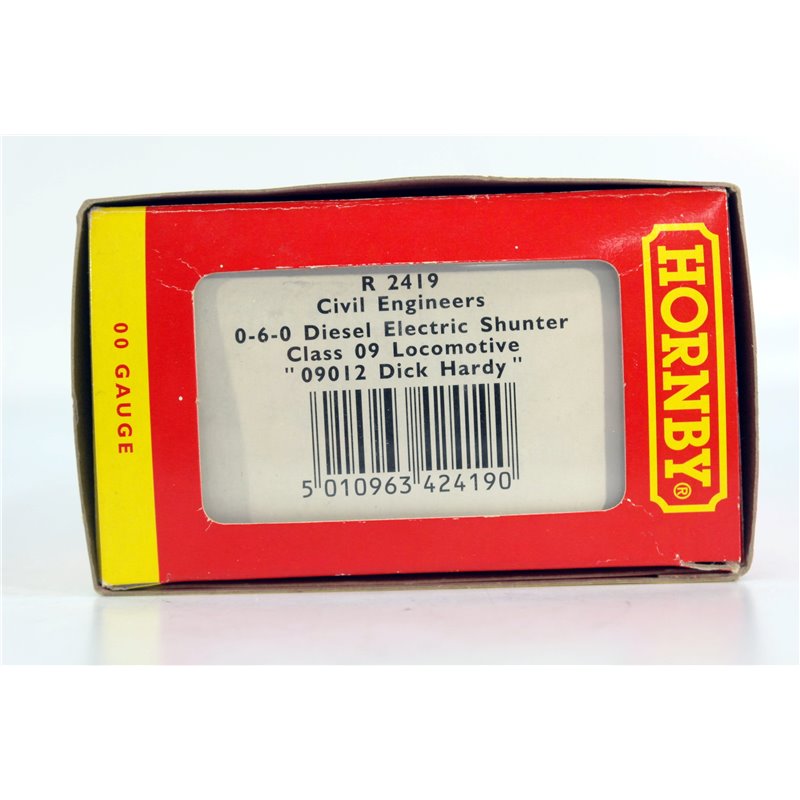 00 GAUGE
R 2419
Civil Engineers
0-6-0 Diesel Electric Shunter
Class 09 Locomotive
"09012 Dick Hardy"
5 010963 424190
HORNBY®